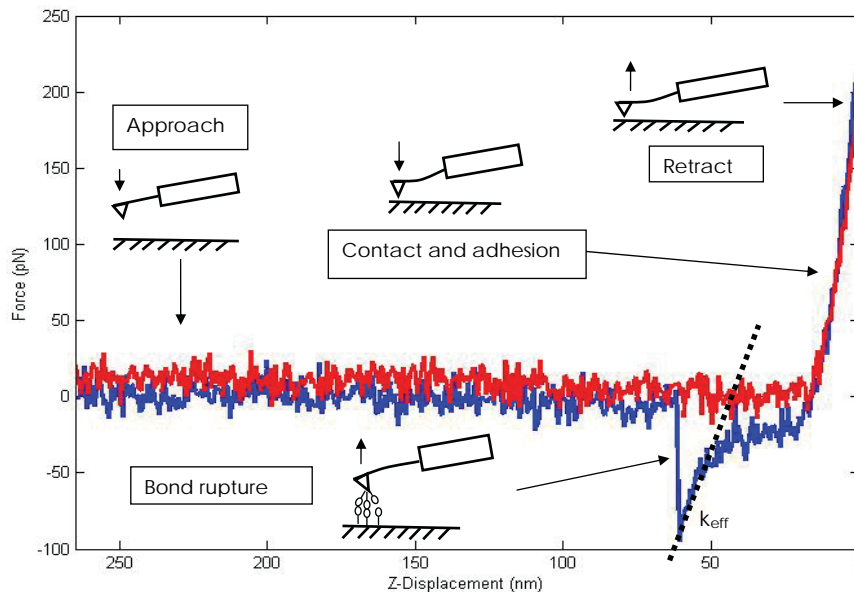 250
200
150
100
50
0
-50
-100
Force (pN)
Approach
Retract
Contact and adhesion
Bond rupture
k_eff
250
200
150
100
50
Z-Displacement (nm)